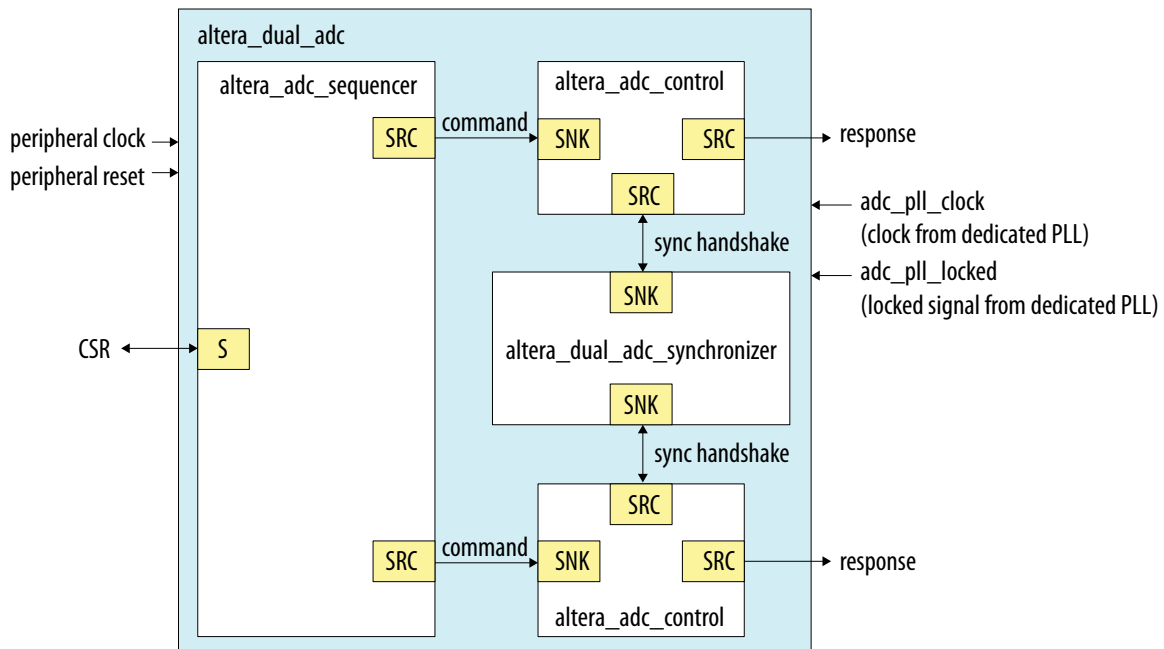 altera_dual_adc
altera_adc_sequencer
altera_adc_control
peripheral clock
peripheral reset
SRC
command
SNK
SRC
response
SRC
adc_pll_clock
(clock from dedicated PLL)
sync handshake
adc_pll_locked
(locked signal from dedicated PLL)
SNK
CSR
S
altera_dual_adc_synchronizer
SNK
sync handshake
SRC
SRC
command
SNK
SRC
response
altera_adc_control